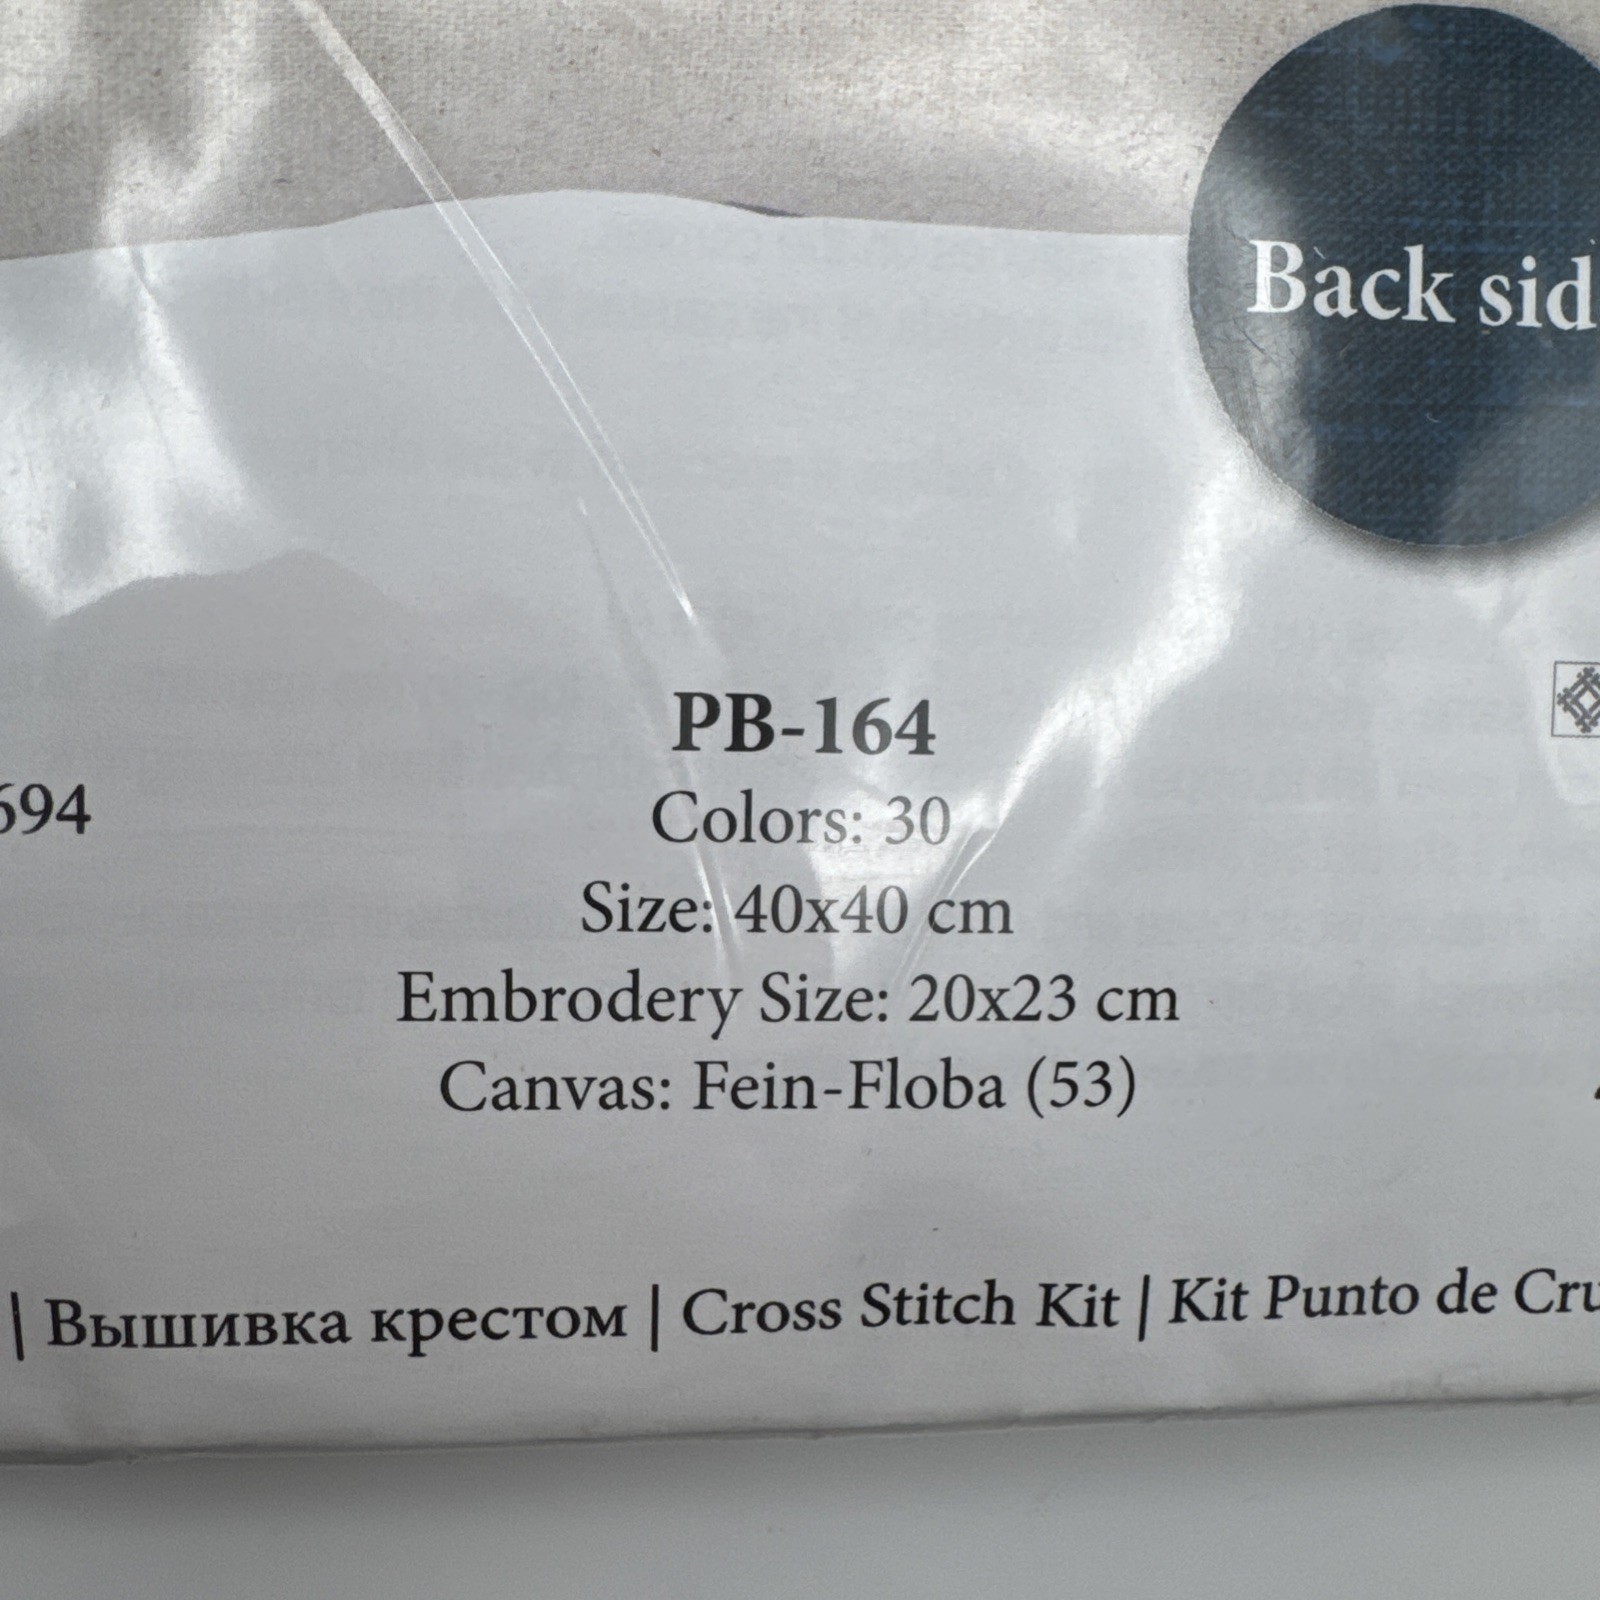 Back sid
PB-164
694
Colors: 30
Size: 40x40 cm
Embrodery Size: 20x23 cm
Canvas: Fein-Floba (53)
| Вышивка крестом | Cross Stitch Kit | Kit Punto de Cru